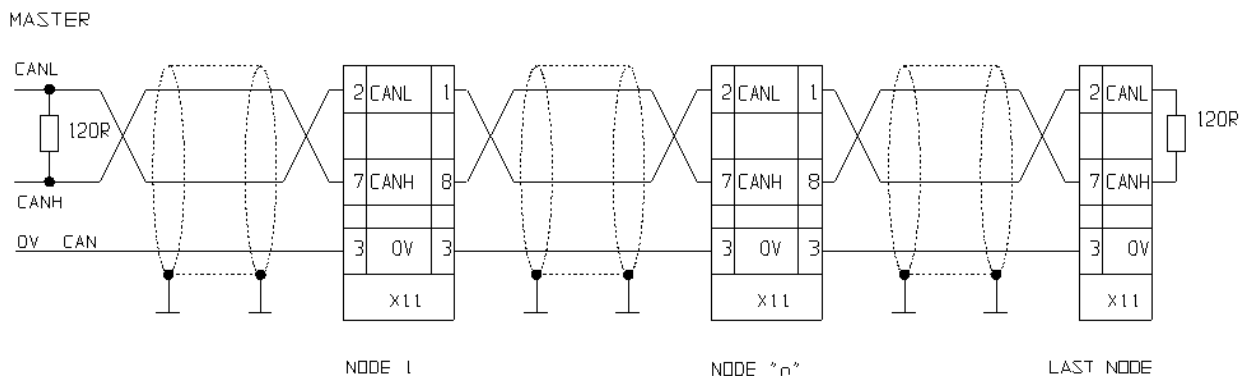 MASTER
CANL
120R
CANH
0V CAN
2 CANL 1
7 CANH 8
3 0V 3
X11
NODE 1
2 CANL 1
7 CANH 8
3 0V 3
X11
NODE "n"
2 CANL
7 CANH
3 0V
X11
120R
LAST NODE